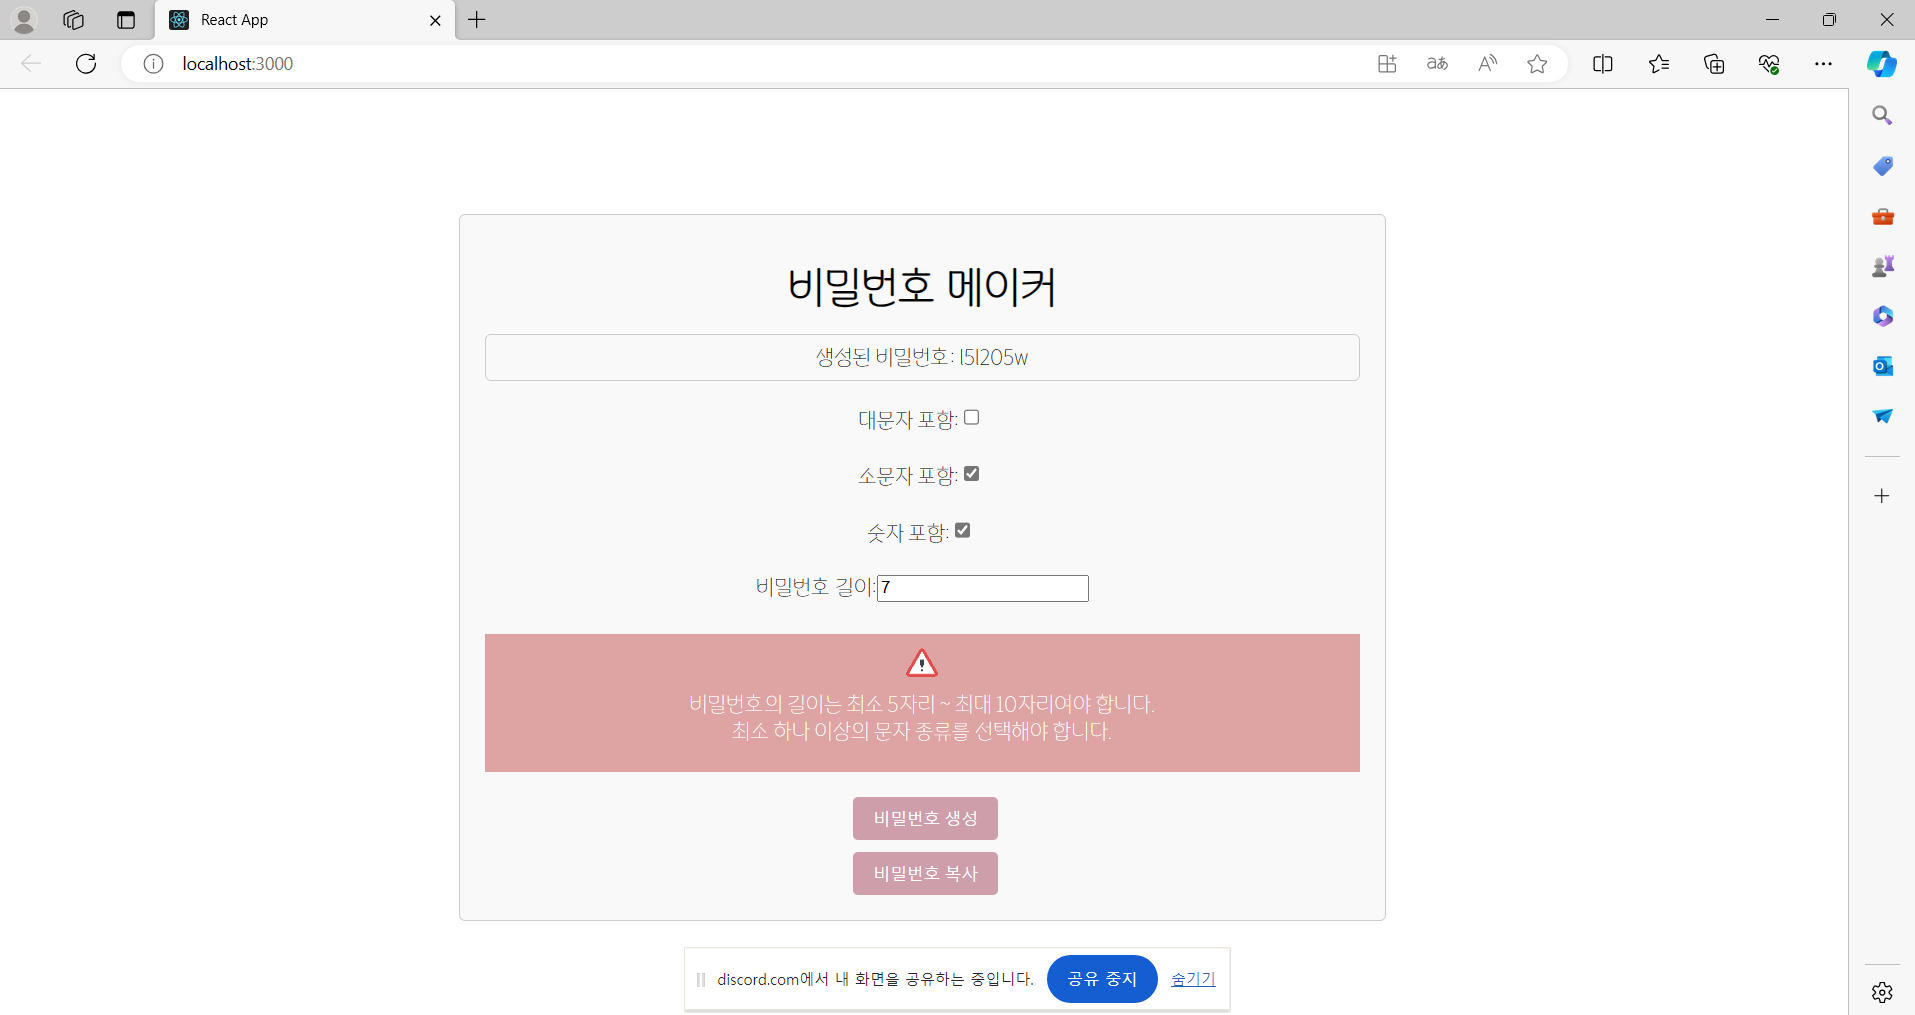 React App
localhost:3000
비밀번호 메이커
생성된 비밀번호: l5l205w
대문자 포함:
소문자 포함:
숫자 포함:
비밀번호 길이: 7
비밀번호의 길이는 최소 5자리 ~ 최대 10자리여야 합니다.
최소 하나 이상의 문자 종류를 선택해야 합니다.
비밀번호 생성
비밀번호 복사
discord.com에서 내 화면을 공유하는 중입니다. 공유 중지 숨기기